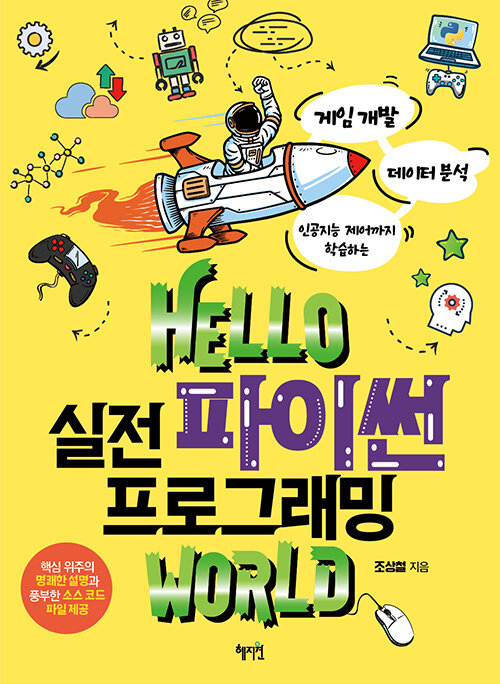 게임 개발
데이터 분석
인공지능 제어까지
학습하는
HELLO
실전 파이썬
프로그래밍
WORLD
조상철 지음
핵심 위주의
명쾌한 설명과
풍부한 소스 코드
파일 제공
혜지원